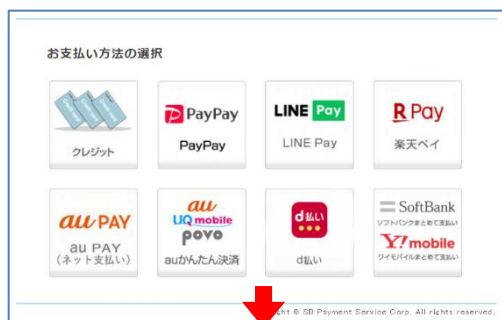 お支払い方法の選択
クレジット
PayPay
PayPay
LINE Pay
LINE Pay
R Pay
楽天ペイ
au PAY
au PAY
(ネット支払い)
au
UQ mobile
povo
auかんたん決済
d払い
d払い
SoftBank
ソフトバンクまとめて支払い
Y!mobile
ワイモバイルまとめて支払い
ht © SB Payment Service Corp. All rights reserved.